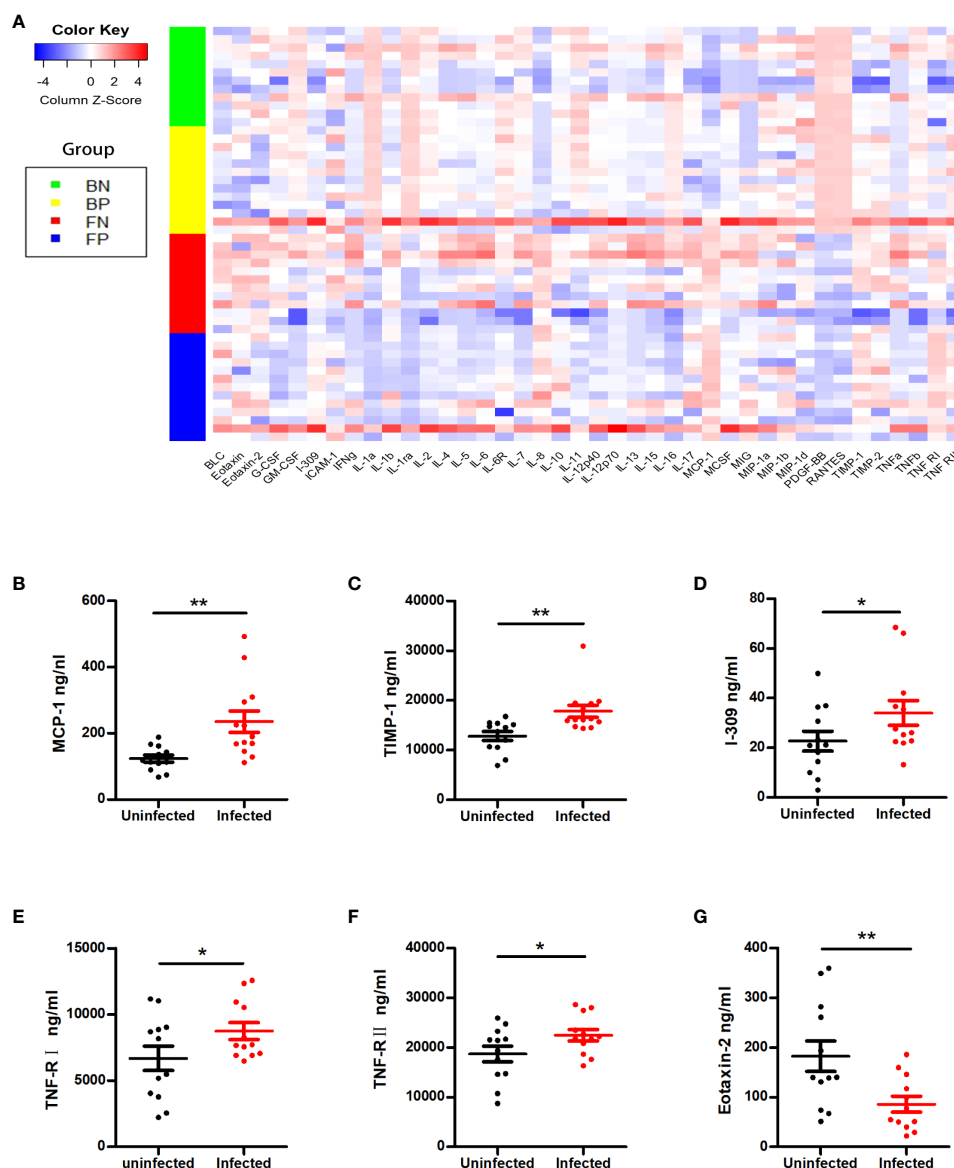 A
Color Key
-4 0 2 4
Column Z-Score
Group
BN
BP
FN
FP
BLC Eotaxin Eotaxin-2 G-CSF GM-CSF I-309 ICAM-1 IFNg IL-1a IL-1b IL-1ra IL-2 IL-4 IL-5 IL-6 IL-6R IL-7 IL-8 IL-10 IL-11 IL-12p40 IL-12p70 IL-13 IL-15 IL-16 IL-17 MCP-1 MCSF MIG MIP-1a MIP-1b MIP-1d PDGF-BB RANTES TIMP-1 TIMP-2 TNFa TNFb TNF RI TNF RII
B
600
400
200
0
MCP-1 ng/nl
**
Uninfected Infected
C
40000
30000
20000
10000
0
TIMP-1 ng/ml
**
Uninfected Infected
D
80
60
40
20
0
I-309 ng/ml
*
Uninfected Infected
E
15000
10000
5000
0
TNF-R Ⅰ ng/ml
*
uninfected Infected
F
40000
30000
20000
10000
0
TNF-R Ⅲ ng/ml
*
Uninfected Infected
G
400
300
200
100
0
Eotaxin-2 ng/ml
**
Uninfected Infected